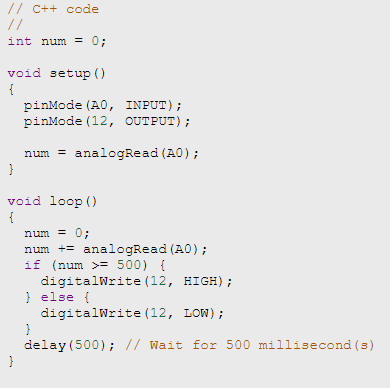 // C++ code
//
int num = 0;

void setup()
{
  pinMode(A0, INPUT);
  pinMode(12, OUTPUT);

  num = analogRead(A0);
}

void loop()
{
  num = 0;
  num += analogRead(A0);
  if (num >= 500) {
    digitalWrite(12, HIGH);
  } else {
    digitalWrite(12, LOW);
  }
  delay(500); // Wait for 500 millisecond(s)
}